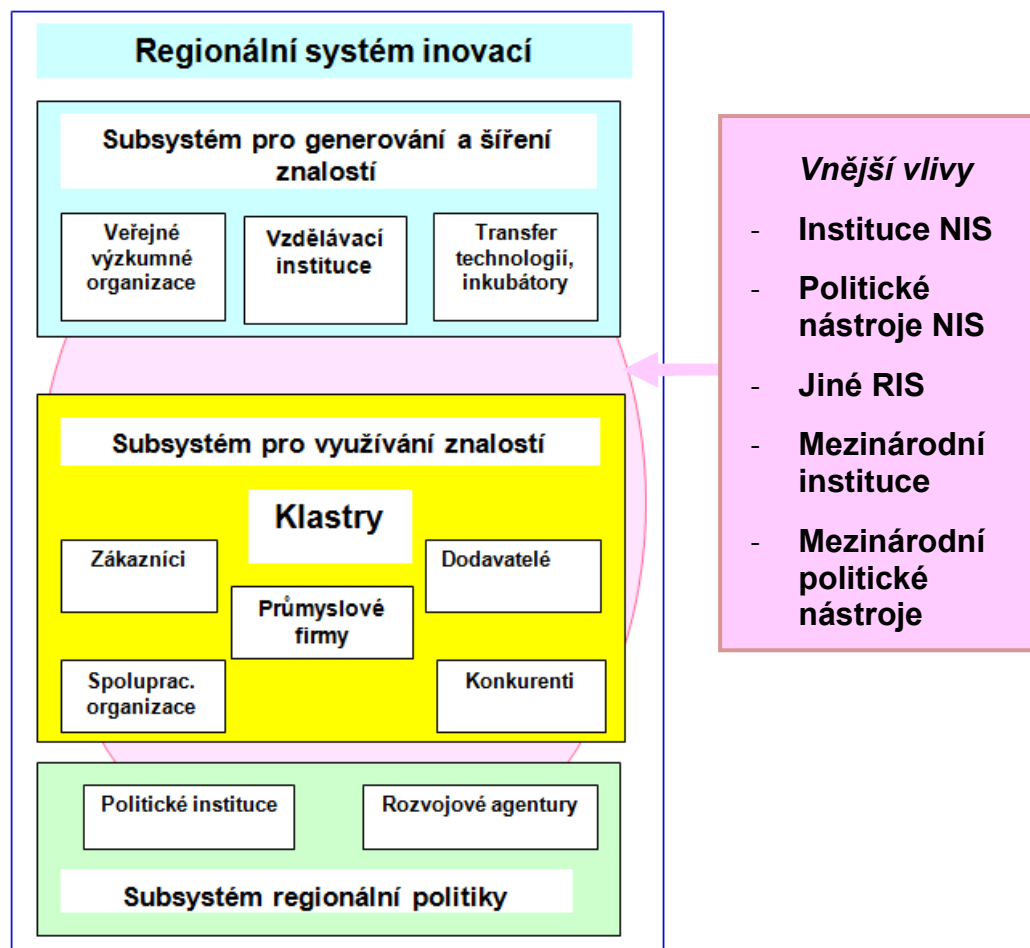 Regionální systém inovací
Subsystém pro generování a šíření
znalostí
Veřejné
výzkumné
organizace
Vzdělávací
instituce
Transfer
technologií,
inkubátory
Subsystém pro využívání znalostí
Klastry
Zákazníci
Dodavatelé
Průmyslové
firmy
Spoluprac.
organizace
Konkurenti
Politické instituce
Rozvojové agentury
Subsystém regionální politiky
Vnější vlivy
- Instituce NIS
- Politické
nástroje NIS
- Jiné RIS
- Mezinárodní
instituce
- Mezinárodní
politické
nástroje